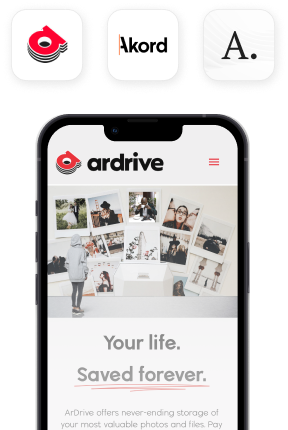 Akord
A.
ardrive
Your life.
Saved forever.
ArDrive offers never-ending storage of
your most valuable photos and files. Pay